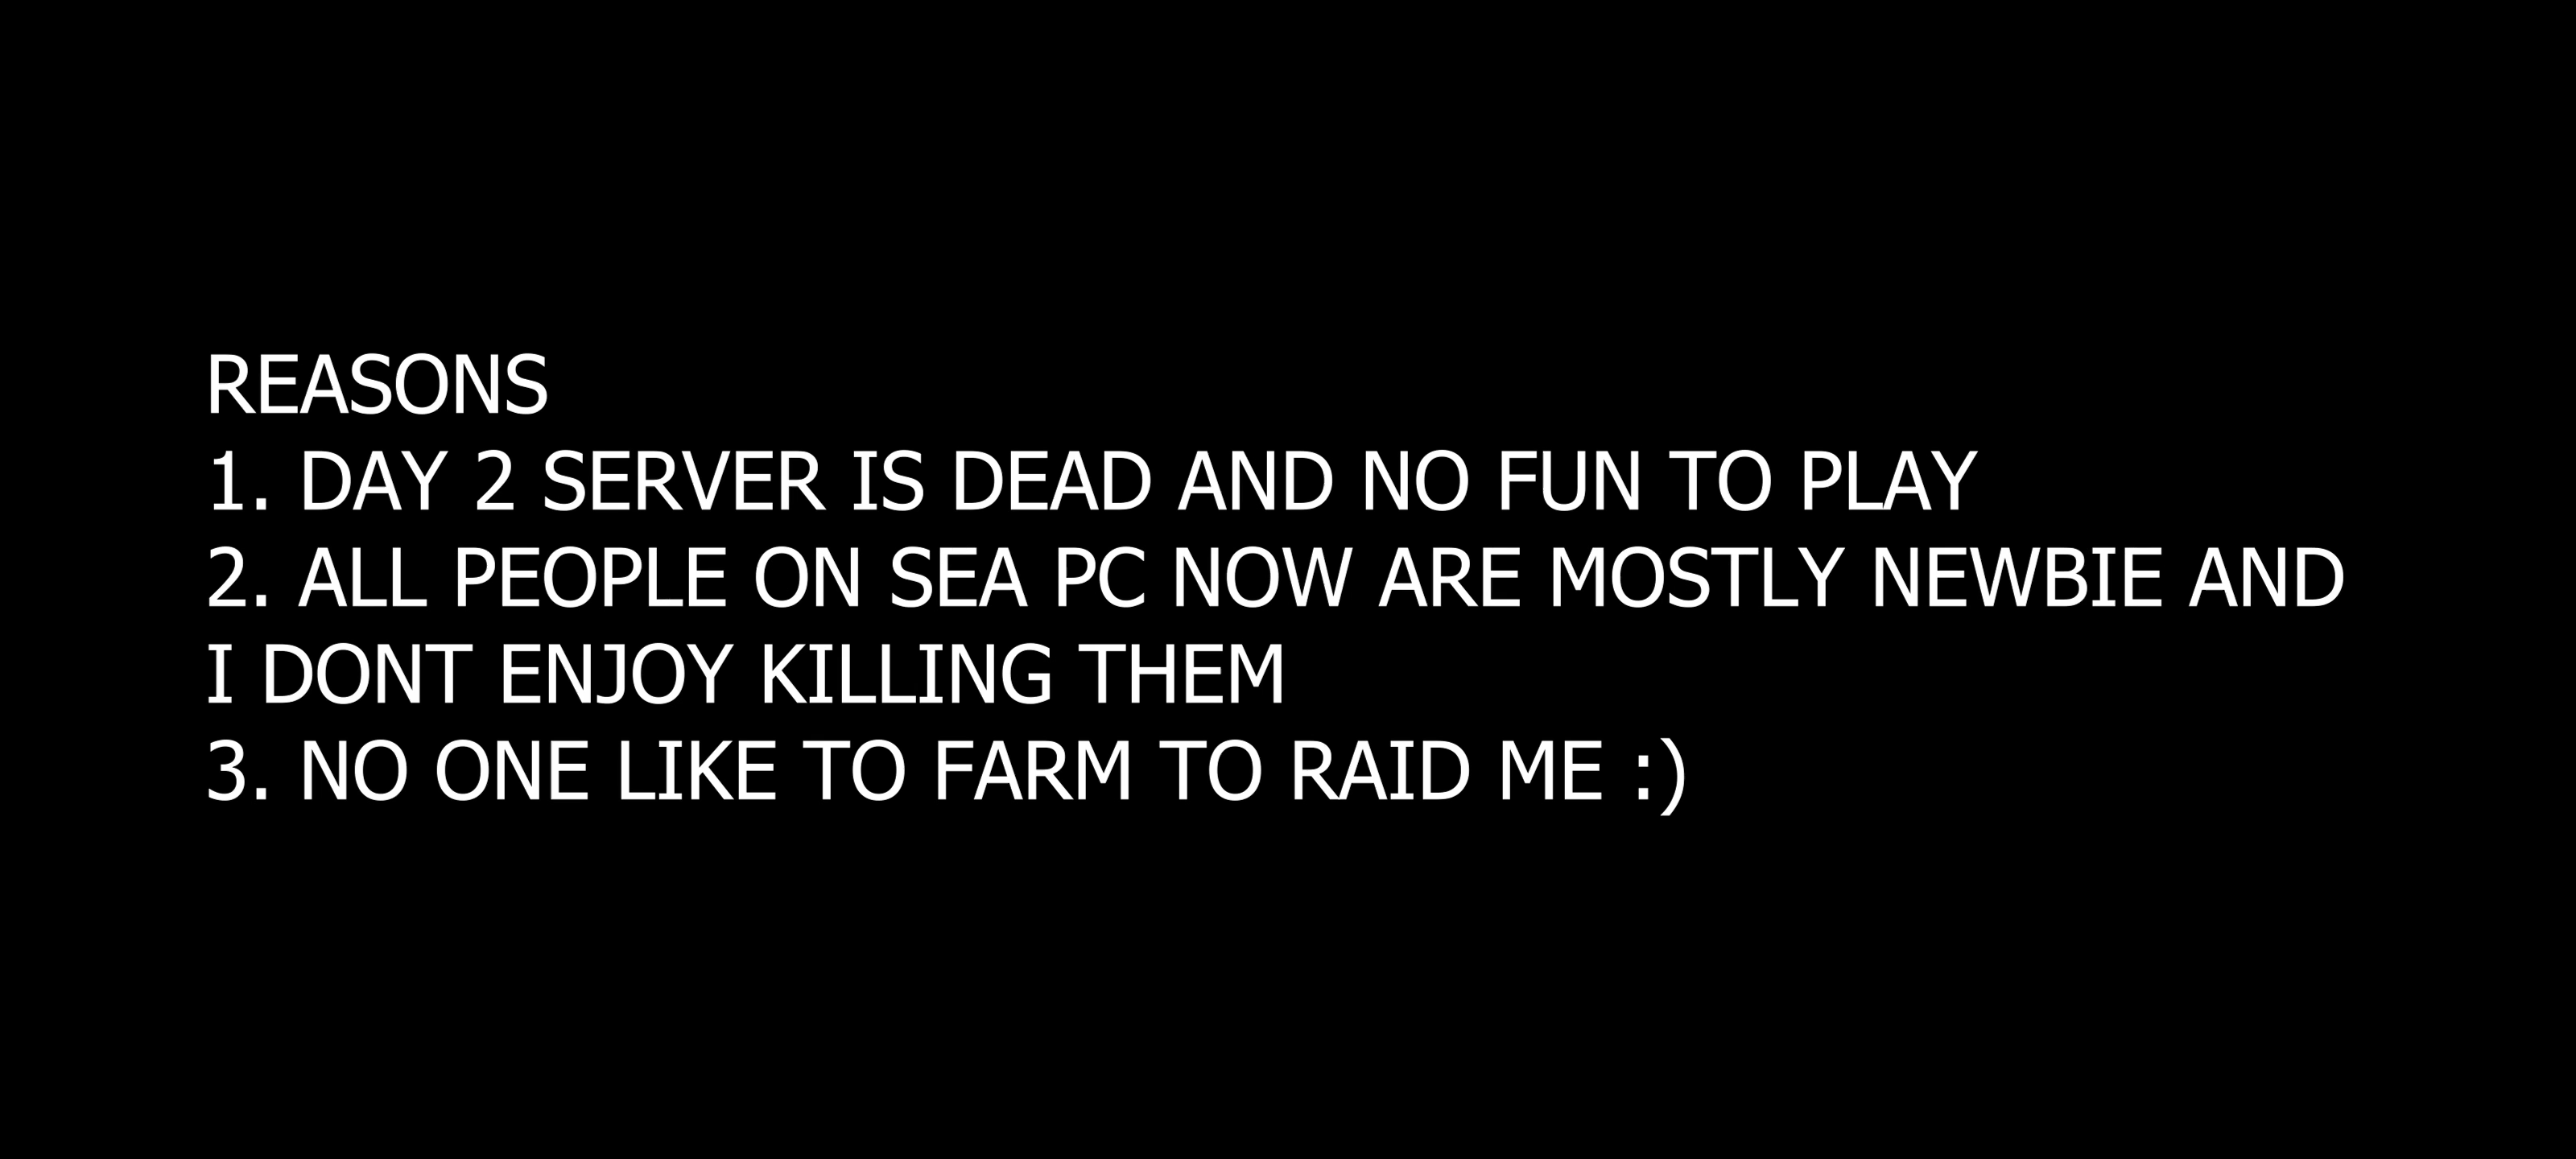 REASONS
1. DAY 2 SERVER IS DEAD AND NO FUN TO PLAY
2. ALL PEOPLE ON SEA PC NOW ARE MOSTLY NEWBIE AND
I DONT ENJOY KILLING THEM
3. NO ONE LIKE TO FARM TO RAID ME :)